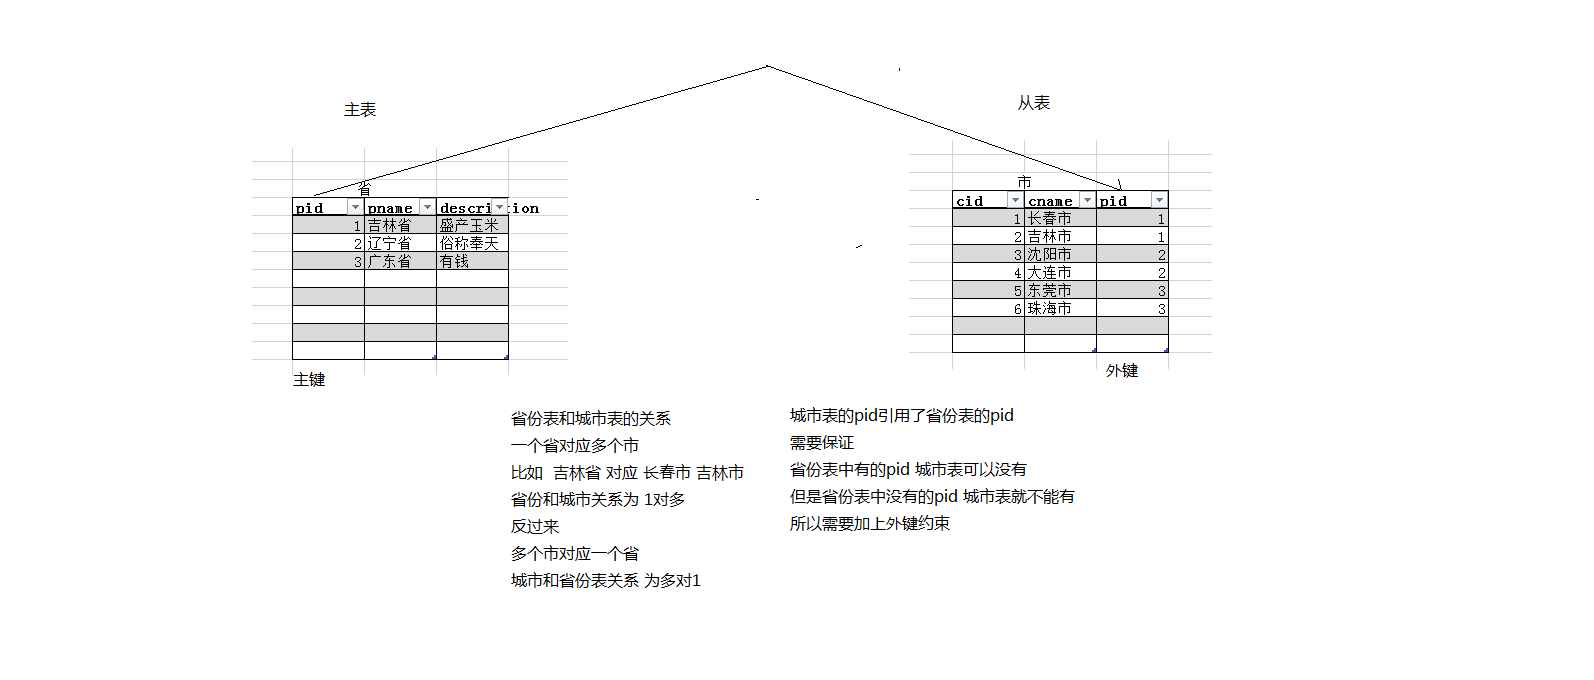 主表
从表
省
pid pname description
1 吉林省 盛产玉米
2 辽宁省 俗称奉天
3 广东省 有钱
主键
市
cid cname pid
1 长春市 1
2 吉林市 1
3 沈阳市 2
4 大连市 2
5 东莞市 3
6 珠海市 3
外键
省份表和城市表的关系
一个省对应多个市
比如 吉林省 对应 长春市 吉林市
省份和城市关系为 1对多
反过来
多个市对应一个省
城市和省份表关系 为多对1
城市表的pid引用了省份表的pid
需要保证
省份表中有的pid 城市表可以没有
但是省份表中没有的pid 城市表就不能有
所以需要加上外键约束